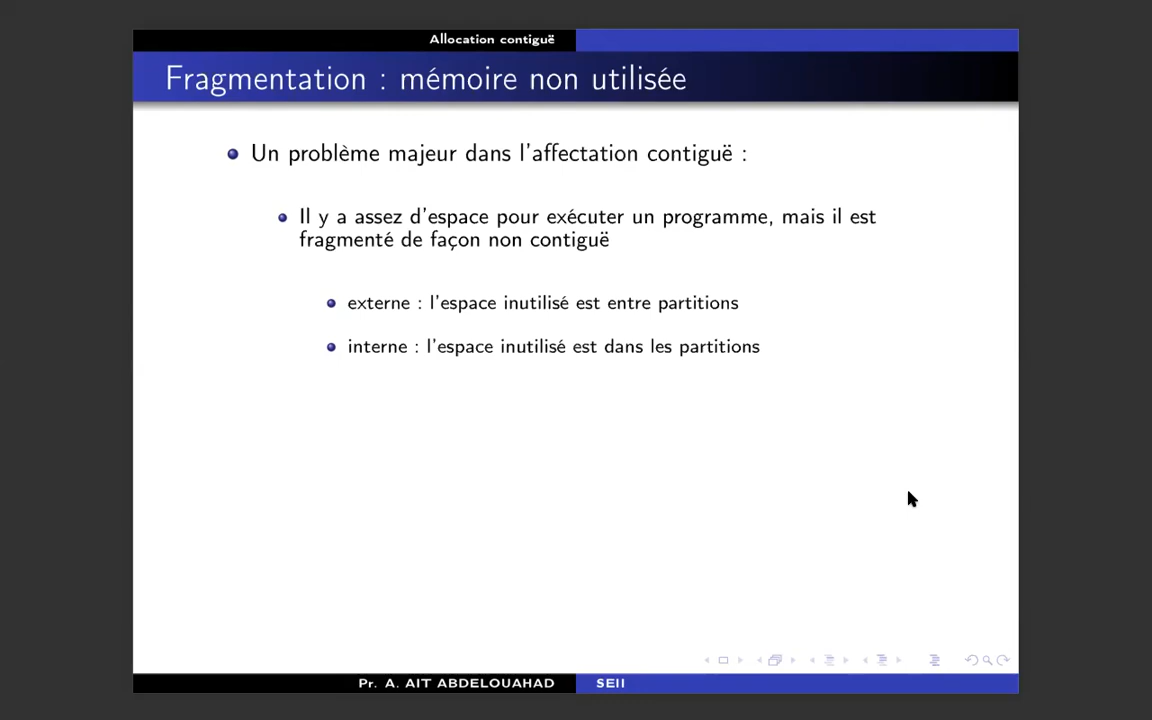 Allocation contiguë
Fragmentation : mémoire non utilisée
Un problème majeur dans l'affectation contiguë :
Il y a assez d'espace pour exécuter un programme, mais il est
fragmenté de façon non contiguë
externe : l'espace inutilisé est entre partitions
interne : l'espace inutilisé est dans les partitions
Pr. A. AIT ABDELOUAHAD
SEII